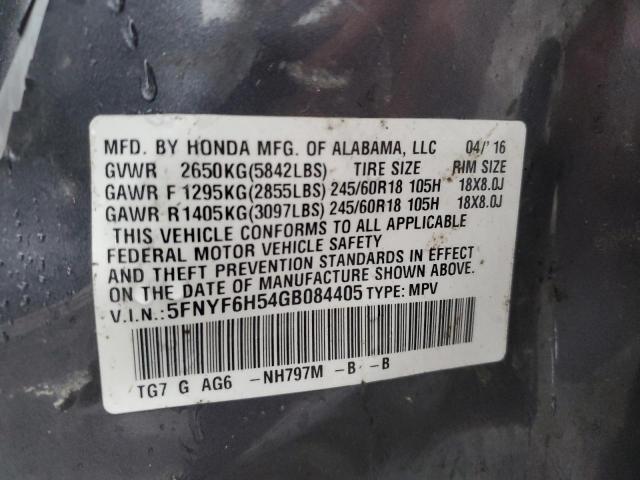 MFD. BY HONDA MFG. OF ALABAMA, LLC 04/'16
GVWR 2650KG(5842LBS) TIRE SIZE RIM SIZE
GAWR F 1295KG(2855LBS) 245/60R18 105H 18X8.0J
GAWR R 1405KG(3097LBS) 245/60R18 105H 18X8.0J
THIS VEHICLE CONFORMS TO ALL APPLICABLE
FEDERAL MOTOR VEHICLE SAFETY
AND THEFT PREVENTION STANDARDS IN EFFECT
ON THE DATE OF MANUFACTURE SHOWN ABOVE.
V.I.N.:5FNYF6H54GB084405 TYPE: MPV
TG7 G AG6 -NH797M -B -B